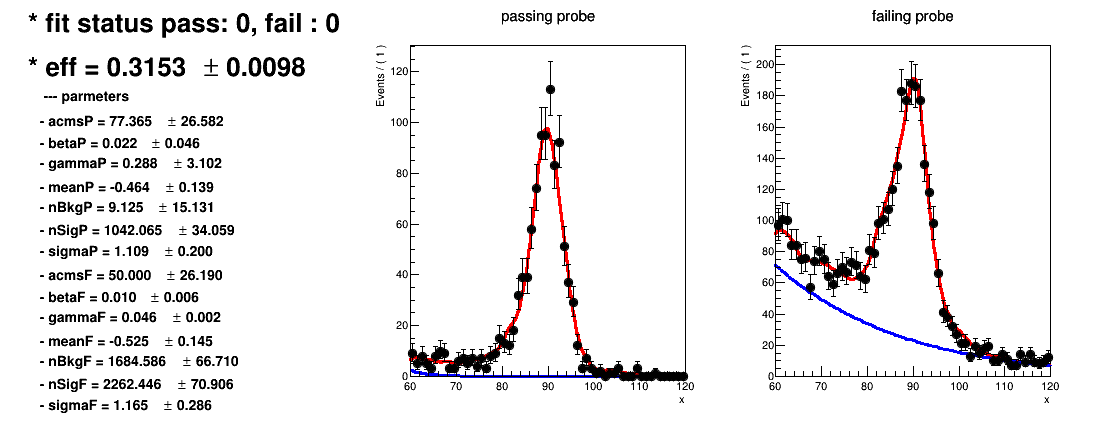 * fit status pass: 0, fail : 0
* eff = 0.3153 ± 0.0098
--- parmeters
- acmsP = 77.365 ± 26.582
- betaP = 0.022 ± 0.046
- gammaP = 0.288 ± 3.102
- meanP = -0.464 ± 0.139
- nBkgP = 9.125 ± 15.131
- nSigP = 1042.065 ± 34.059
- sigmaP = 1.109 ± 0.200
- acmsF = 50.000 ± 26.190
- betaF = 0.010 ± 0.006
- gammaF = 0.046 ± 0.002
- meanF = -0.525 ± 0.145
- nBkgF = 1684.586 ± 66.710
- nSigF = 2262.446 ± 70.906
- sigmaF = 1.165 ± 0.286
passing probe
Events / ( 1 )
120
100
80
60
40
20
0
60 70 80 90 100 110 120
x
failing probe
Events / ( 1 )
200
180
160
140
120
100
80
60
40
20
0
60 70 80 90 100 110 120
x